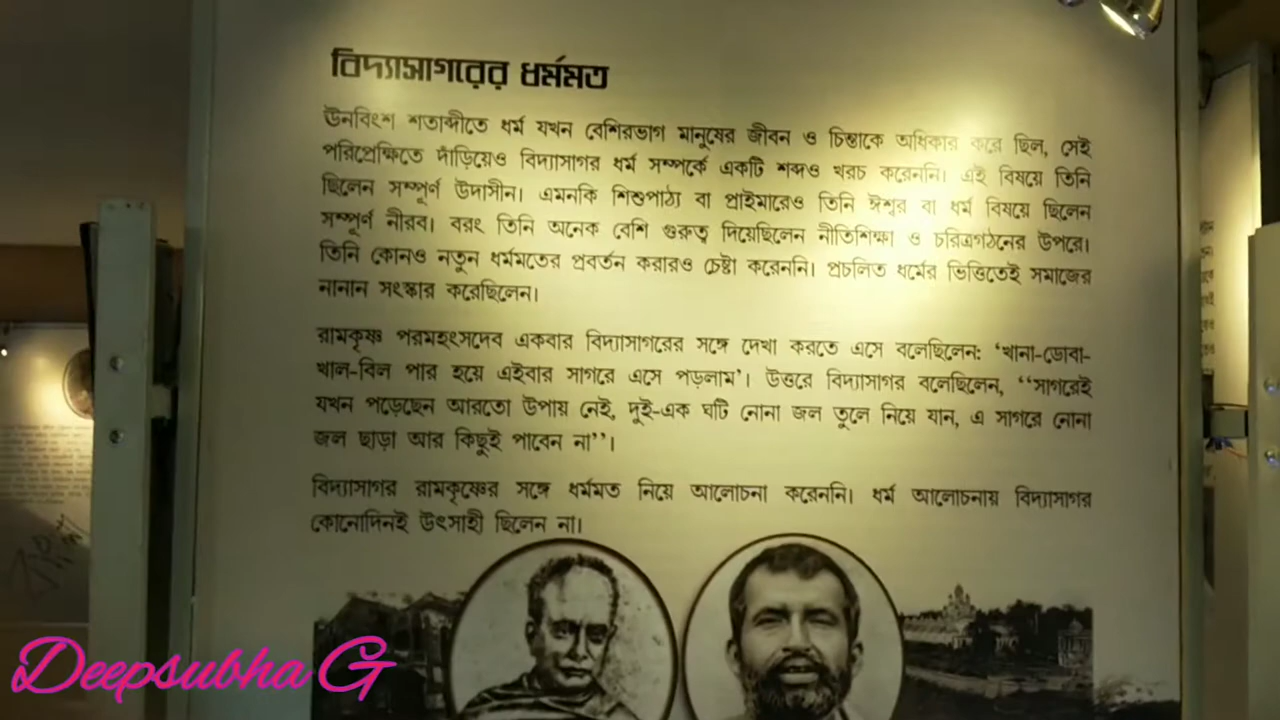 বিদ্যাসাগরের ধর্মমত
ঊনবিংশ শতাব্দীতে ধর্ম যখন বেশিরভাগ মানুষের জীবন ও চিন্তাকে অধিকার করে ছিল, সেই
পরিপ্রেক্ষিতে দাঁড়িয়েও বিদ্যাসাগর ধর্ম সম্পর্কে একটি শব্দও খরচ করেননি। এই বিষয়ে তিনি
ছিলেন সম্পূর্ণ উদাসীন। এমনকি শিশুপাঠ্য বা প্রাইমারেও তিনি ঈশ্বর বা ধর্ম বিষয়ে ছিলেন
সম্পূর্ণ নীরব। বরং তিনি অনেক বেশি গুরুত্ব দিয়েছিলেন নীতিশিক্ষা ও চরিত্রগঠনের উপরে।
তিনি কোনও নতুন ধর্মমতের প্রবর্তন করারও চেষ্টা করেননি। প্রচলিত ধর্মের ভিত্তিতেই সমাজের
নানান সংস্কার করেছিলেন।
রামকৃষ্ণ পরমহংসদেব একবার বিদ্যাসাগরের সঙ্গে দেখা করতে এসে বলেছিলেন: ‘খানা-ডোবা-
খাল-বিল পার হয়ে এইবার সাগরে এসে পড়লাম’। উত্তরে বিদ্যাসাগর বলেছিলেন, ‘‘সাগরেই
যখন পড়েছেন আরতো উপায় নেই, দুই-এক ঘটি নোনা জল তুলে নিয়ে যান, এ সাগরে নোনা
জল ছাড়া আর কিছুই পাবেন না’’।
বিদ্যাসাগর রামকৃষ্ণের সঙ্গে ধর্মমত নিয়ে আলোচনা করেননি। ধর্ম আলোচনায় বিদ্যাসাগর
কোনোদিনই উৎসাহী ছিলেন না।
Deepsubha G